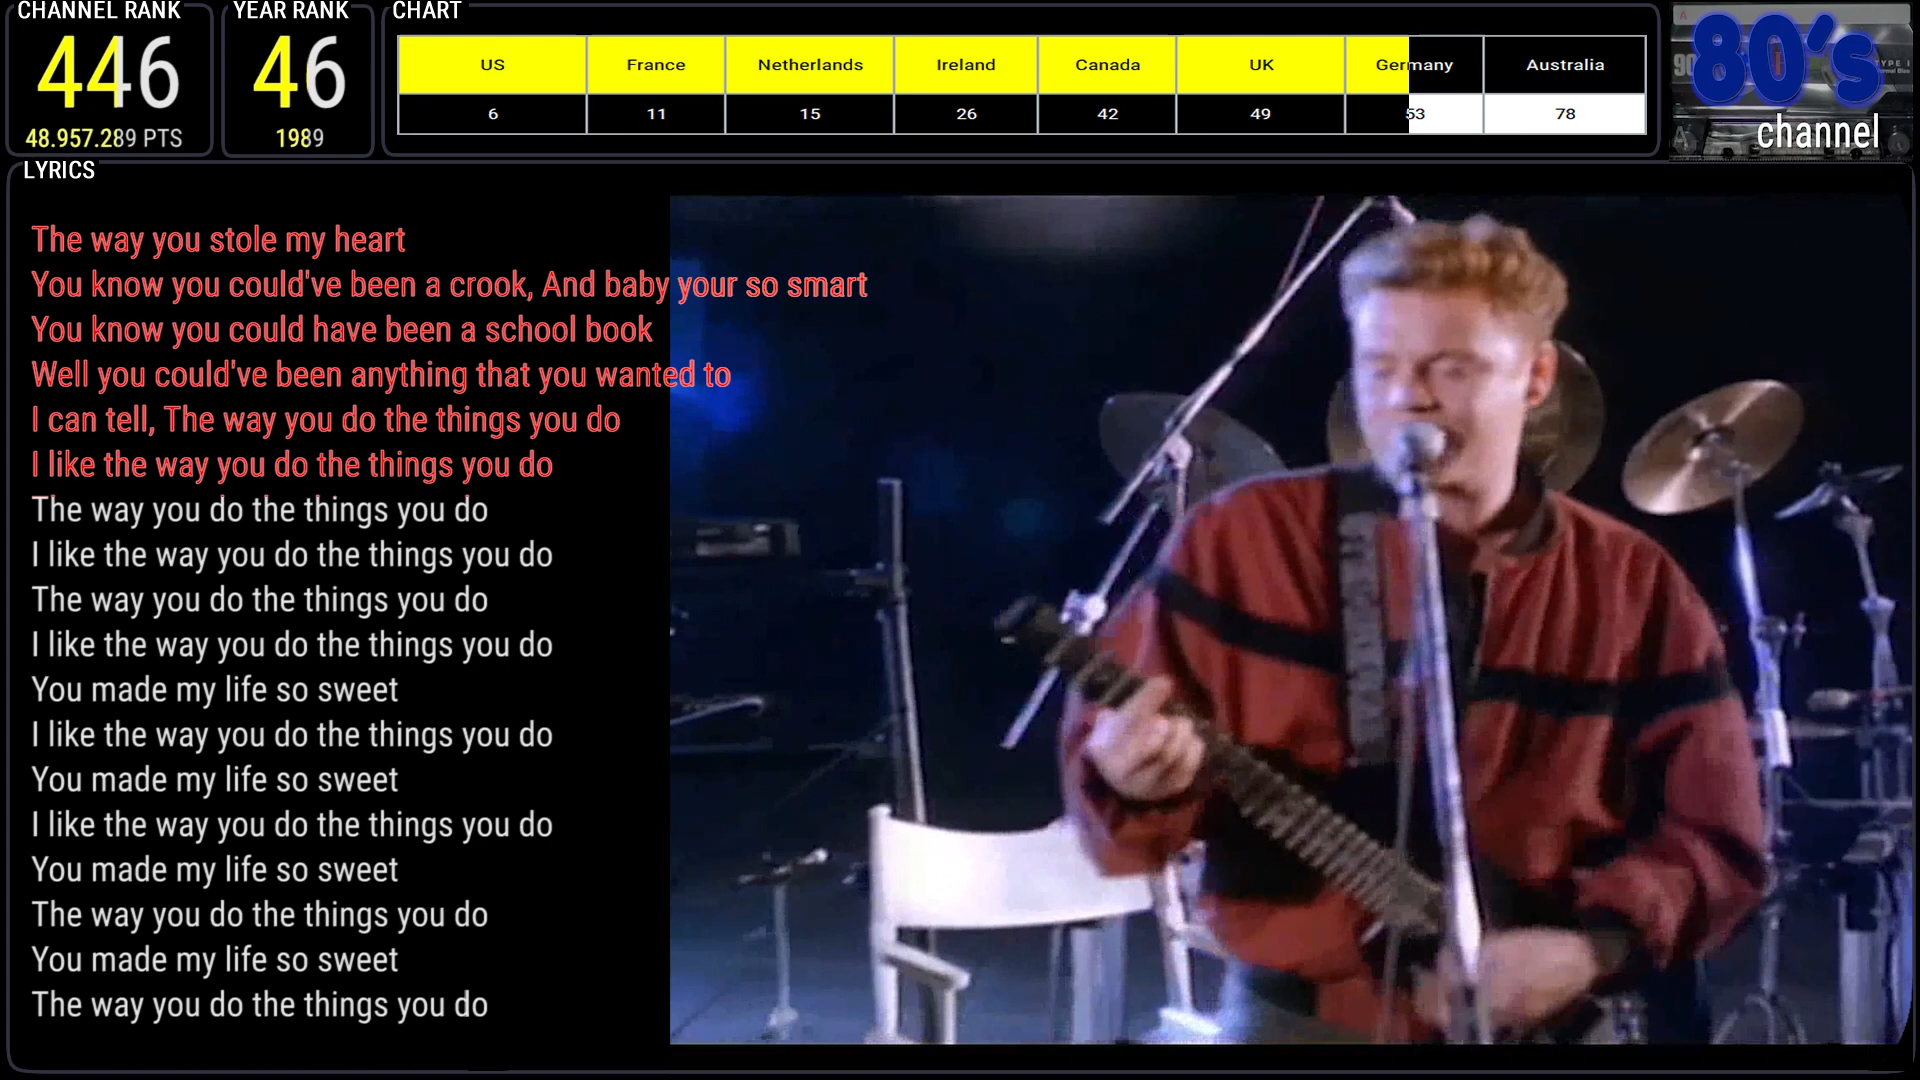 CHANNEL RANK
446
48.957.289 PTS
YEAR RANK
46
1989
CHART
US France Netherlands Ireland Canada UK Germany Australia
6 11 15 26 42 49 53 78
80's
channel
A
90
TYPE I
A
LYRICS
The way you stole my heart
You know you could've been a crook, And baby your so smart
You know you could have been a school book
Well you could've been anything that you wanted to
I can tell, The way you do the things you do
I like the way you do the things you do
The way you do the things you do
I like the way you do the things you do
The way you do the things you do
I like the way you do the things you do
You made my life so sweet
I like the way you do the things you do
You made my life so sweet
I like the way you do the things you do
You made my life so sweet
The way you do the things you do
You made my life so sweet
The way you do the things you do